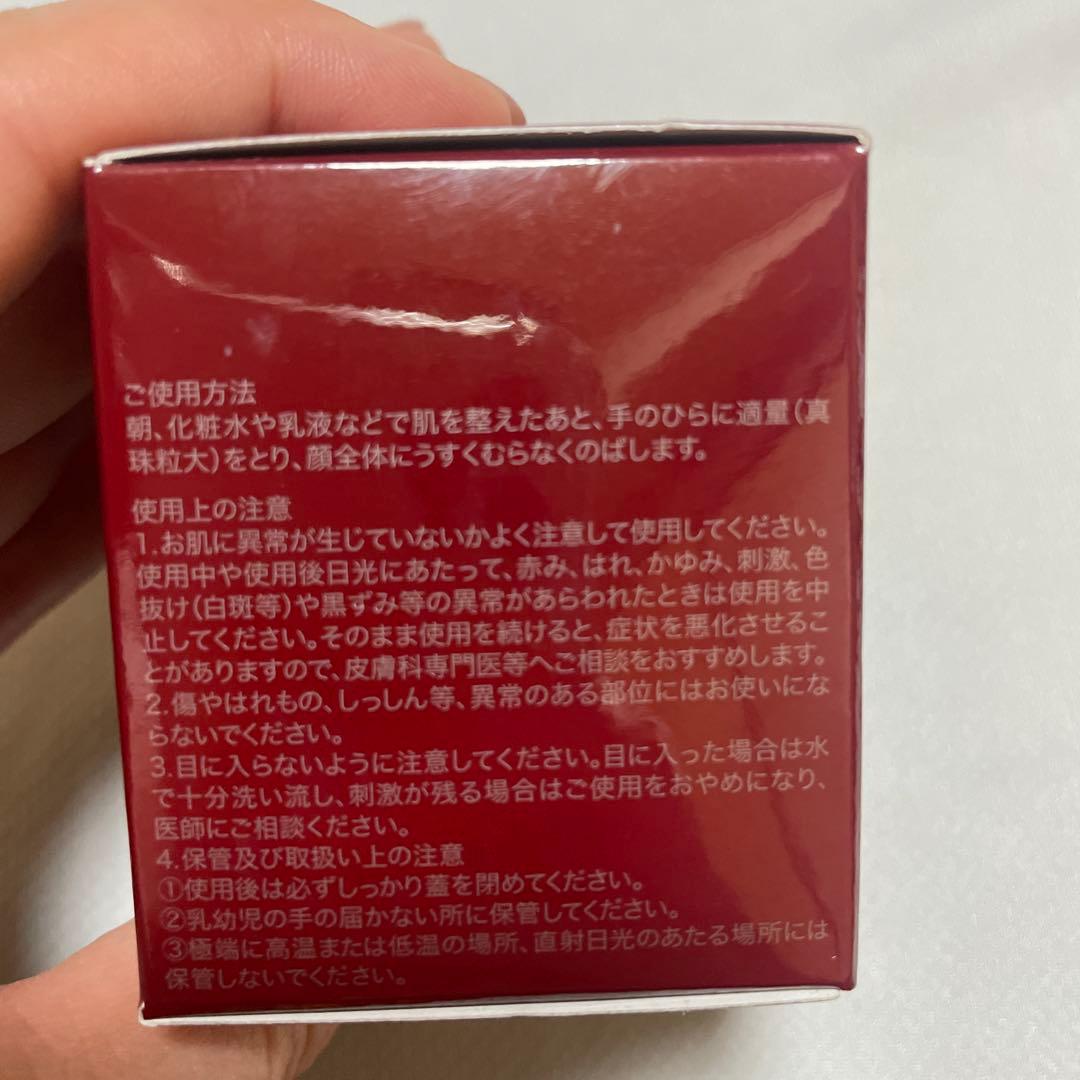 ご使用方法
朝、化粧水や乳液などで肌を整えたあと、手のひらに適量(真
珠粒大)をとり、顔全体にうすくむらなくのばします。
使用上の注意
1.お肌に異常が生じていないかよく注意して使用してください。
使用中や使用後日光にあたって、赤み、はれ、かゆみ、刺激、色
抜け(白斑等)や黒ずみ等の異常があらわれたときは使用を中
止してください。そのまま使用を続けると、症状を悪化させるこ
とがありますので、皮膚科専門医等へご相談をおすすめします。
2.傷やはれもの、しっしん等、異常のある部位にはお使いにな
らないでください。
3.目に入らないように注意してください。目に入った場合は水
で十分洗い流し、刺激が残る場合はご使用をおやめになり、
医師にご相談ください。
4.保管及び取扱い上の注意
①使用後は必ずしっかり蓋を閉めてください。
②乳幼児の手の届かない所に保管してください。
③極端に高温または低温の場所、直射日光のあたる場所には
保管しないでください。